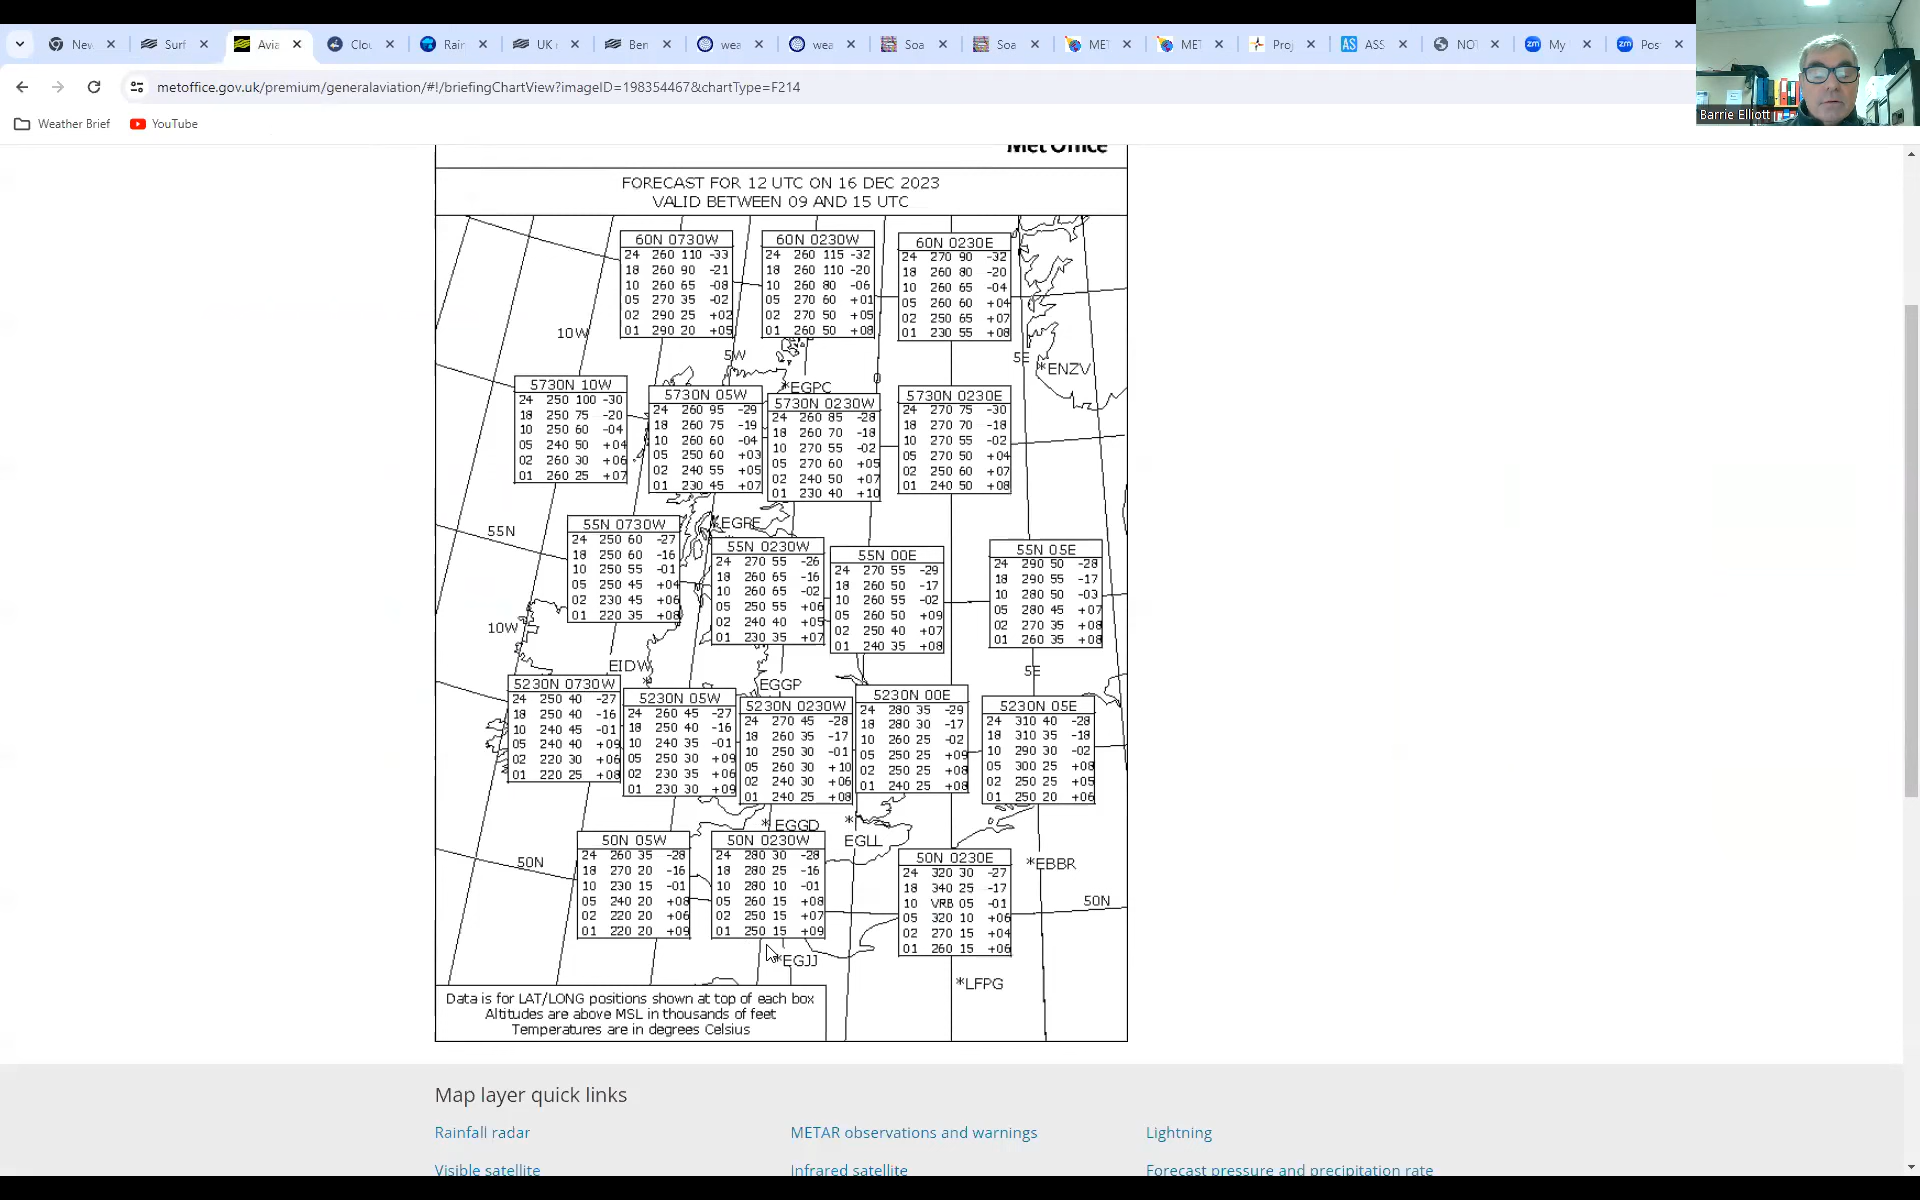 New
Surf
Avia
Clou
Rain
UK
Ben
wea
wea
Soa
Soa
MET
MET
Proj
ASS
NO
My
Pos
metoffice.gov.uk/premium/generalaviation/#!/briefingChartView?imageID=198354467&chartType=F214
Barrie Elliott
Weather Brief
YouTube
Met Office
FORECAST FOR 12 UTC ON 16 DEC 2023
VALID BETWEEN 09 AND 15 UTC
60N 0730W
24 260 110 -33
18 260 90 -21
10 260 65 -08
05 270 35 -02
02 290 25 +02
01 290 20 +05
60N 0230W
24 260 115 -32
18 260 110 -20
10 260 80 -06
05 270 60 +01
02 270 50 +05
01 260 50 +08
60N 0230E
24 270 90 -32
18 260 80 -20
10 260 65 -04
05 260 60 +04
02 250 65 +07
01 230 55 +08
10W
5W
5E
*ENZV
*EGPC
5730N 10W
24 250 100 -30
18 250 75 -20
10 250 60 -04
05 240 50 +04
02 260 30 +06
01 260 25 +07
5730N 05W
24 260 95 -29
18 260 75 -19
10 260 60 -04
05 250 60 +03
02 240 55 +05
01 230 45 +07
5730N 0230W
24 260 85 -28
18 260 70 -18
10 270 55 -02
05 270 60 +05
02 240 50 +07
01 230 40 +10
5730N 0230E
24 270 75 -30
18 270 70 -18
10 270 55 -02
05 270 50 +04
02 250 60 +07
01 240 50 +08
55N
*EGPF
55N 0730W
24 250 60 -27
18 250 60 -16
10 250 55 -01
05 250 45 +04
02 230 45 +06
01 220 35 +08
55N 0230W
24 270 55 -26
18 260 65 -16
10 260 65 -02
05 250 55 +06
02 240 40 +05
01 230 35 +07
55N 00E
24 270 55 -29
18 260 50 -17
10 260 55 -02
05 260 50 +09
02 250 40 +07
01 240 35 +08
55N 05E
24 290 50 -28
18 290 55 -17
10 280 50 -03
05 280 45 +07
02 270 35 +08
01 260 35 +08
10W
EIDW
*
EGGP
5E
5230N 0730W
24 250 40 -27
18 250 40 -16
10 240 45 -01
05 240 40 +09
02 220 30 +06
01 220 25 +08
5230N 05W
24 260 45 -27
18 250 40 -16
10 240 35 -01
05 250 30 +09
02 230 35 +06
01 230 30 +09
5230N 0230W
24 270 45 -28
18 260 35 -17
10 250 30 -01
05 260 30 +10
02 240 30 +06
01 240 25 +08
5230N 00E
24 280 35 -29
18 280 30 -17
10 260 25 -02
05 250 25 +09
02 250 25 +08
01 240 25 +08
5230N 05E
24 310 40 -28
18 310 35 -18
10 290 30 -02
05 300 25 +08
02 250 25 +05
01 250 20 +06
*EGGD
*
EGLL
50N
*EBBR
50N 05W
24 260 35 -28
18 270 20 -16
10 230 15 -01
05 240 20 +08
02 220 20 +06
01 220 20 +09
50N 0230W
24 280 30 -28
18 280 25 -16
10 280 10 -01
05 260 15 +08
02 250 15 +07
01 250 15 +09
50N 0230E
24 320 30 -27
18 340 25 -17
10 VRB 05 -01
05 320 10 +06
02 270 15 +04
01 260 15 +06
50N
*EGJJ
*LFPG
Data is for LAT/LONG positions shown at top of each box
Altitudes are above MSL in thousands of feet
Temperatures are in degrees Celsius
Map layer quick links
Rainfall radar
METAR observations and warnings
Lightning
Visible satellite
Infrared satellite
Forecast pressure and precipitation rate